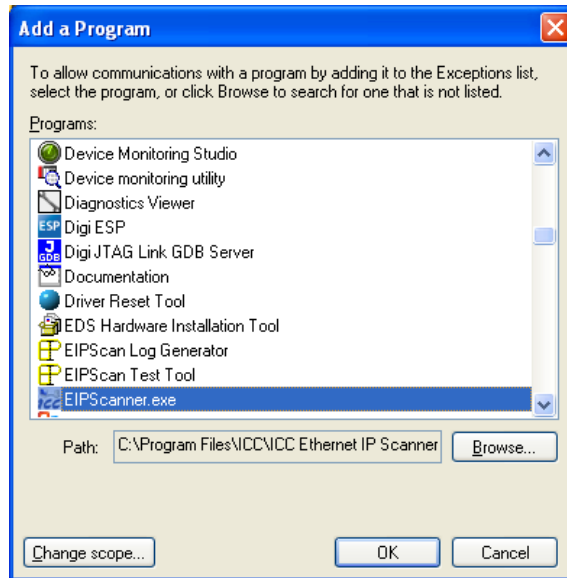 Add a Program
To allow communications with a program by adding it to the Exceptions list,
select the program, or click Browse to search for one that is not listed.
Programs:
Device Monitoring Studio
Device monitoring utility
Diagnostics Viewer
ESP Digi ESP
J GDB Digi JTAG Link GDB Server
Documentation
Driver Reset Tool
EDS Hardware Installation Tool
EIPScan Log Generator
EIPScan Test Tool
icc EIPScanner.exe
Path: C:\Program Files\ICC\ICC Ethernet IP Scanner Browse...
Change scope... OK Cancel